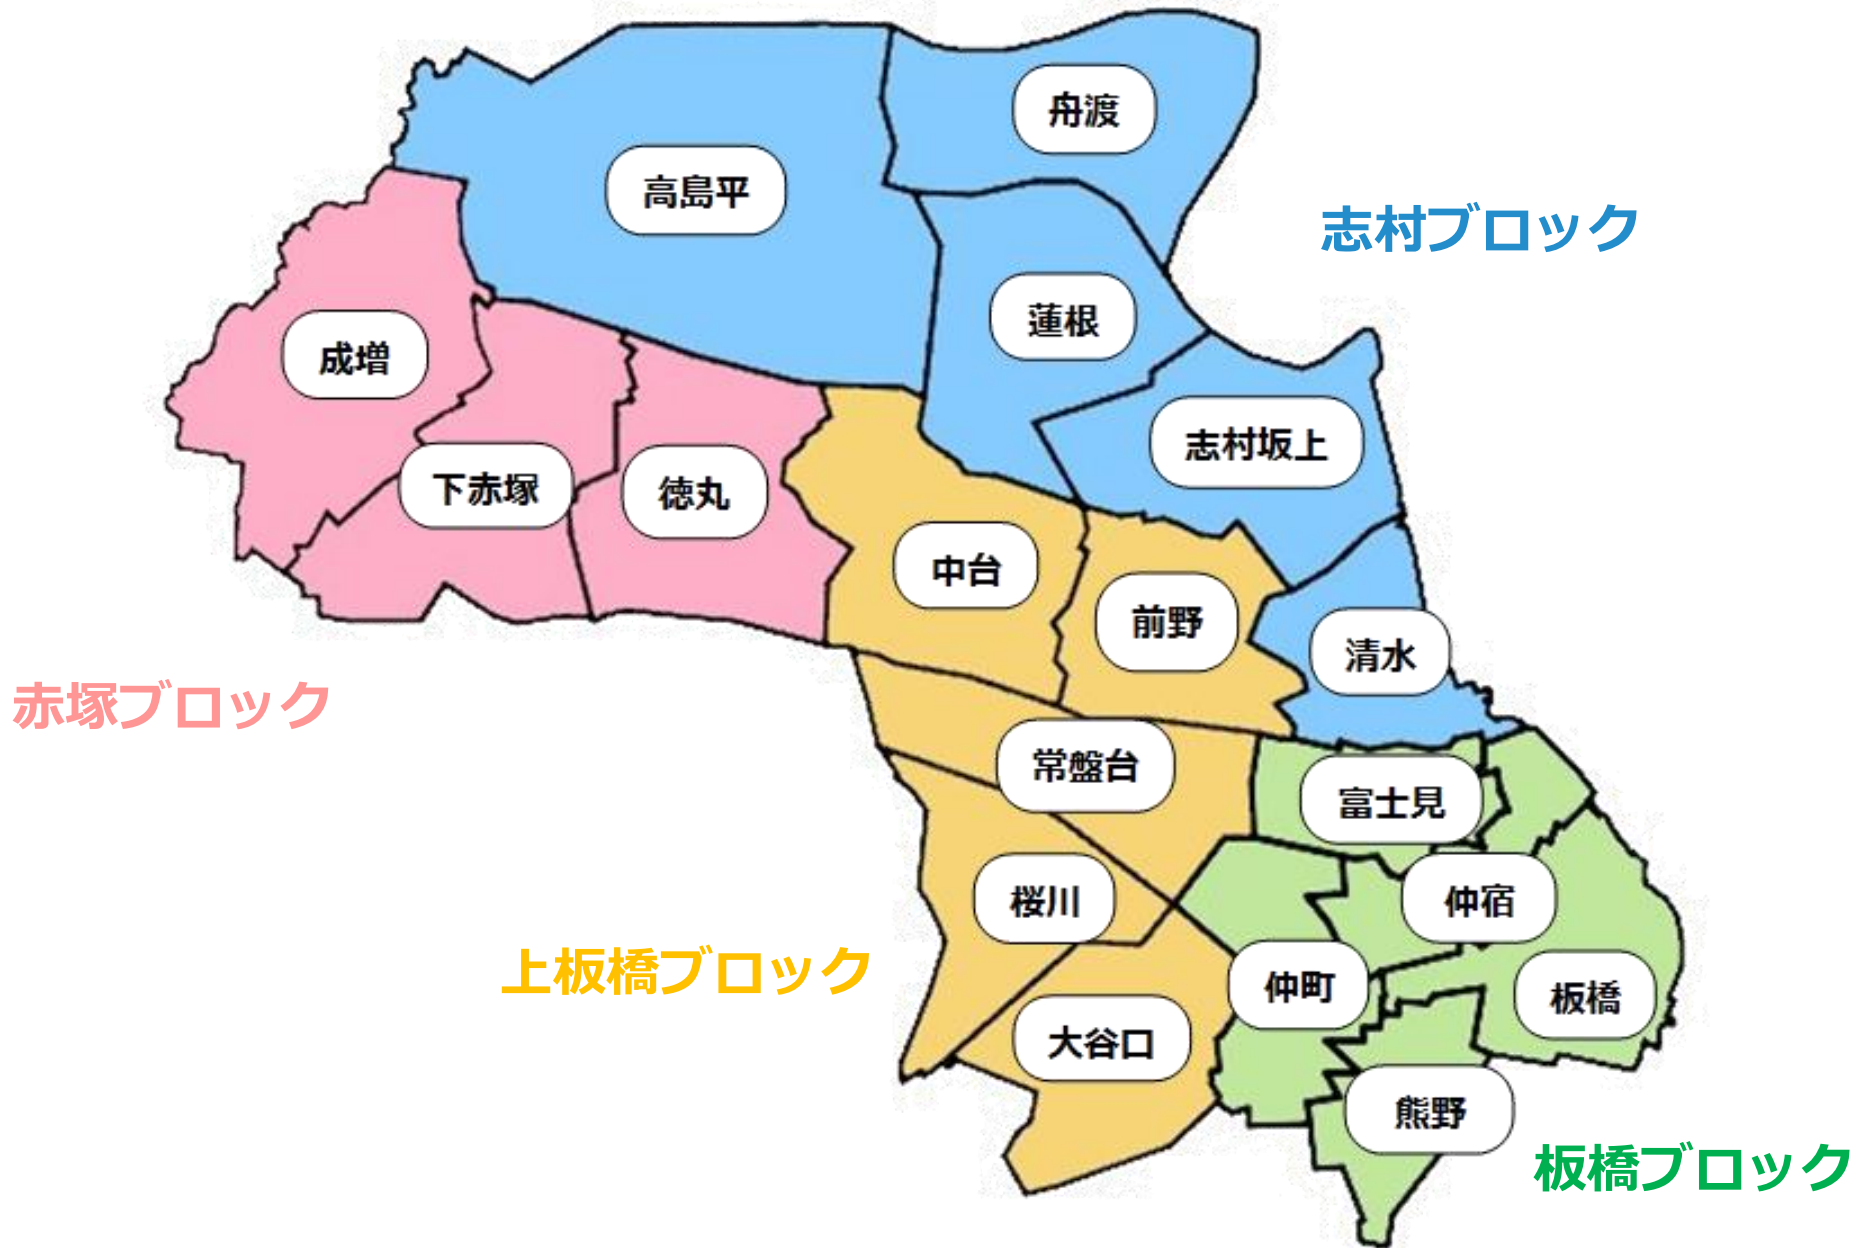 舟渡
高島平
志村ブロック
蓮根
成増
志村坂上
下赤塚
徳丸
中台
前野
清水
赤塚ブロック
常盤台
富士見
桜川
仲宿
上板橋ブロック
仲町
板橋
大谷口
熊野
板橋ブロック